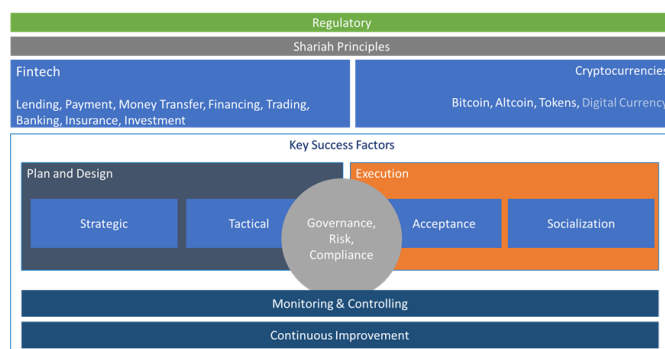 Regulatory
Shariah Principles
Fintech
Lending, Payment, Money Transfer, Financing, Trading,
Banking, Insurance, Investment
Cryptocurrencies
Bitcoin, Altcoin, Tokens, Digital Currency
Key Success Factors
Plan and Design
Execution
Strategic
Tactical
Governance,
Risk,
Compliance
Acceptance
Socialization
Monitoring & Controlling
Continuous Improvement